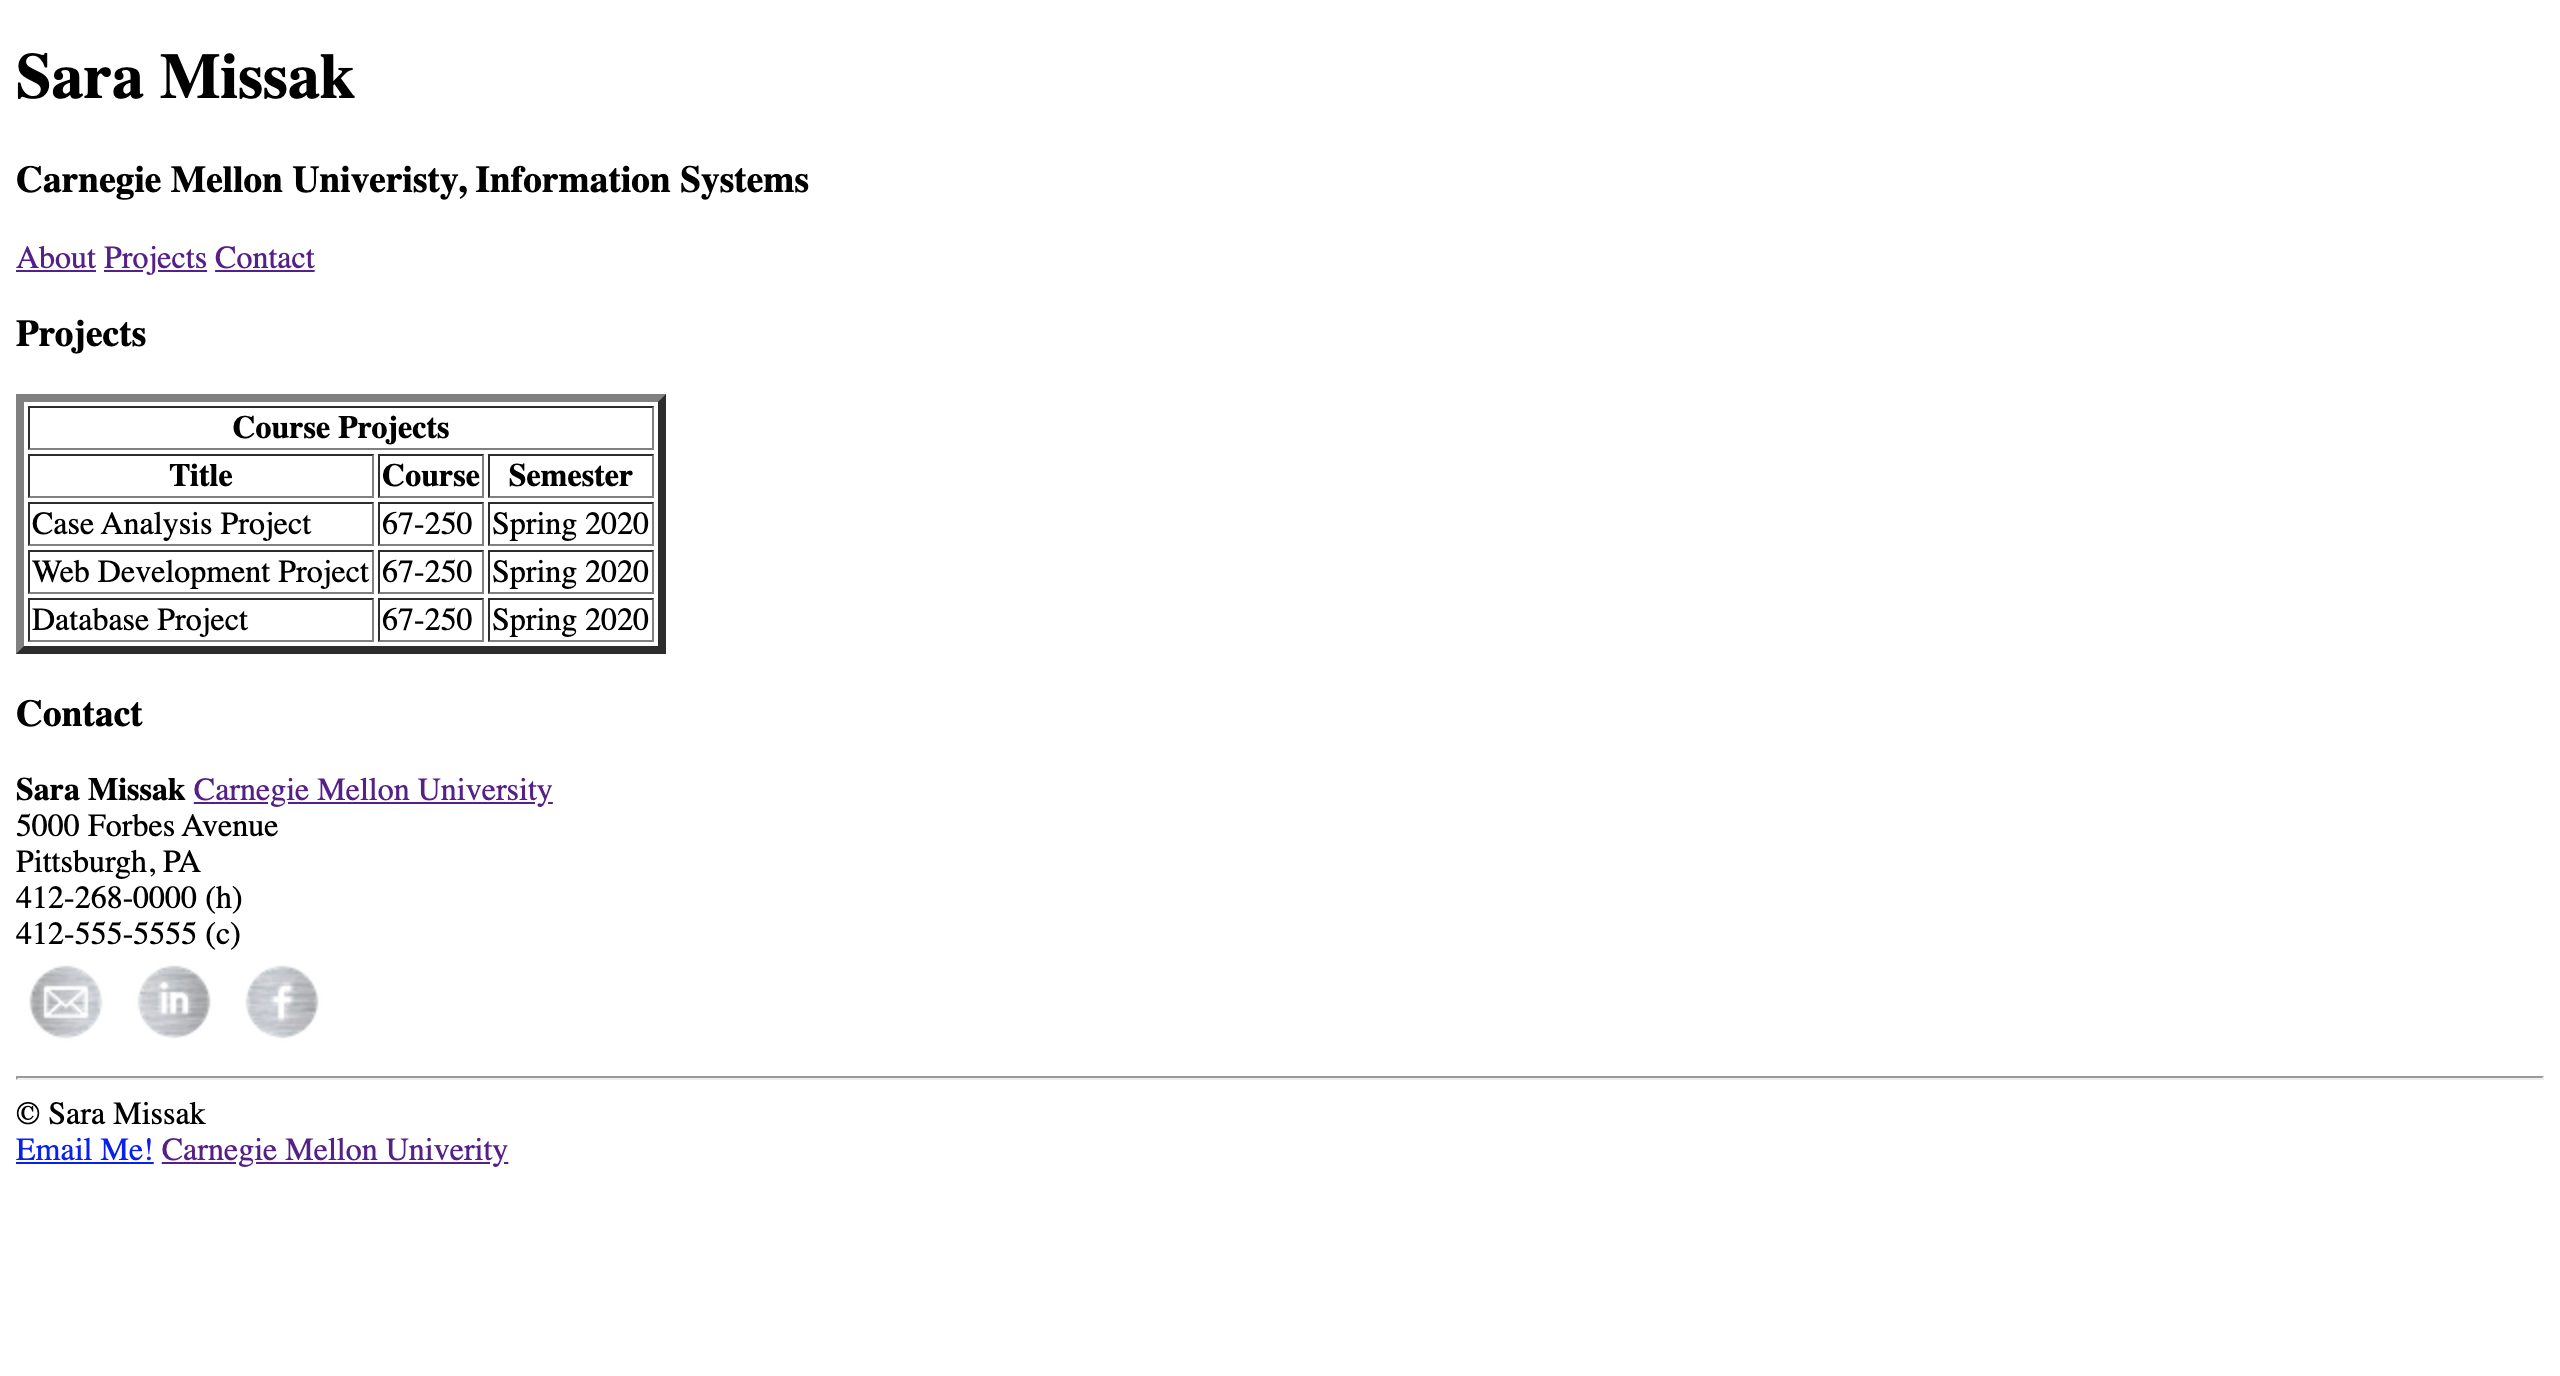 Sara Missak
Carnegie Mellon Univeristy, Information Systems
About Projects Contact
Projects
Course Projects
Title Course Semester
Case Analysis Project 67-250 Spring 2020
Web Development Project 67-250 Spring 2020
Database Project 67-250 Spring 2020
Contact
Sara Missak Carnegie Mellon University
5000 Forbes Avenue
Pittsburgh, PA
412-268-0000 (h)
412-555-5555 (c)
in f
© Sara Missak
Email Me! Carnegie Mellon Univerity